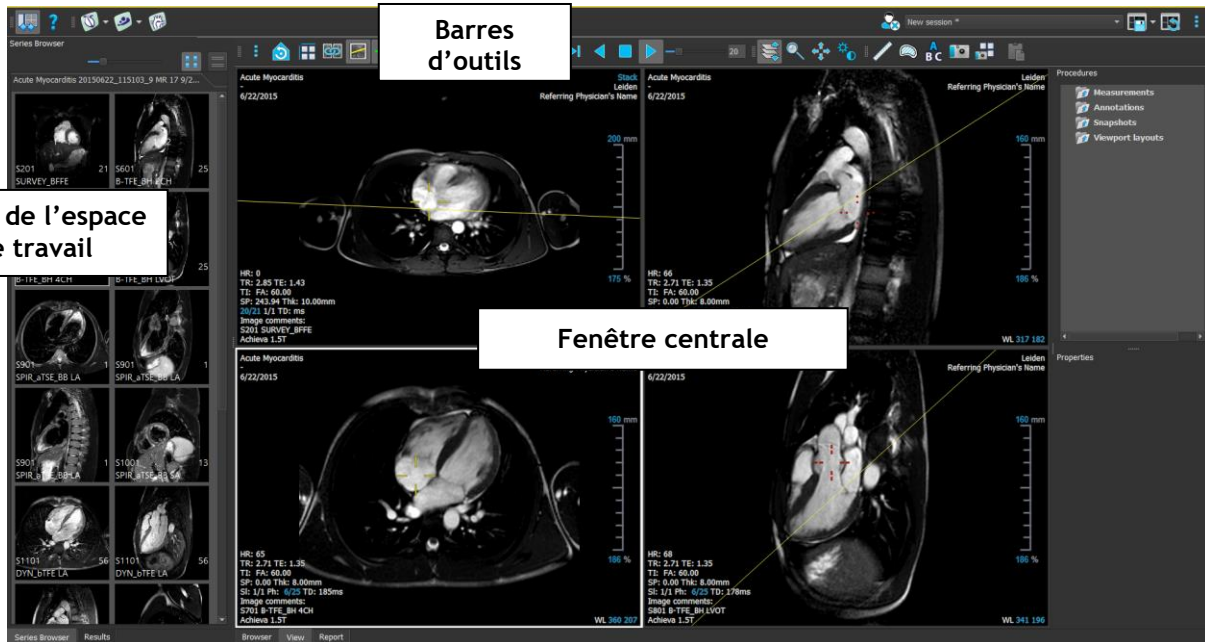 Barres
d'outils
New session *
20
Series Browser
Acute Myocarditis 20150622_115103_9 MR 17 9/2...
S201 21
SURVEY_BFFE
S601 25
B-TFE_BH 2CH
de l'espace
travail
25
B-TFE_BH 4CH
B-TFE_BH LVOT
S901 1
SPIR_aTSE_BB LA
S901 1
SPIR_aTSE_BB LA
S901 1
SPIR_bTFE_BB LA
S1001 13
SPIR_aTSE_BB SA
S1101 56
DYN_bTFE LA
S1101 56
DYN_bTFE LA
Series Browser
Results
Acute Myocarditis
-
6/22/2015
Stack
Leiden
Referring Physician's Name
200 mm
175 %
HR: 0
TR: 2.85 TE: 1.43
TI: FA: 60.00
SP: 243.94 Thk: 10.00mm
20/21 1/1 TD: ms
Image comments:
S201 SURVEY_BFFE
Achieva 1.5T
Acute Myocarditis
-
6/22/2015
Leiden
Referring Physician's Name
160 mm
186 %
HR: 66
TR: 2.71 TE: 1.35
TI: FA: 60.00
SP: 0.00 Thk: 8.00mm
WL 317 182
Fenêtre centrale
Acute Myocarditis
-
6/22/2015
160 mm
186 %
HR: 65
TR: 2.71 TE: 1.35
TI: FA: 60.00
SP: 0.00 Thk: 8.00mm
Sl: 1/1 Ph: 6/25 TD: 185ms
Image comments:
S701 B-TFE_BH 4CH
Achieva 1.5T
WL 360 207
Leiden
Referring Physician's Name
160 mm
186 %
HR: 68
TR: 2.71 TE: 1.35
TI: FA: 60.00
SP: 0.00 Thk: 8.00mm
Sl: 1/1 Ph: 6/25 TD: 178ms
Image comments:
S801 B-TFE_BH LVOT
Achieva 1.5T
WL 341 196
Browser
View
Report
Procedures
Measurements
Annotations
Snapshots
Viewport layouts
Properties